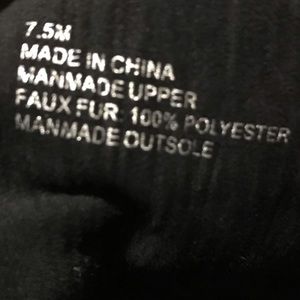 7.5M
MADE IN CHINA
MANMADE UPPER
FAUX FUR: 100% POLYESTER
MANMADE OUTSOLE